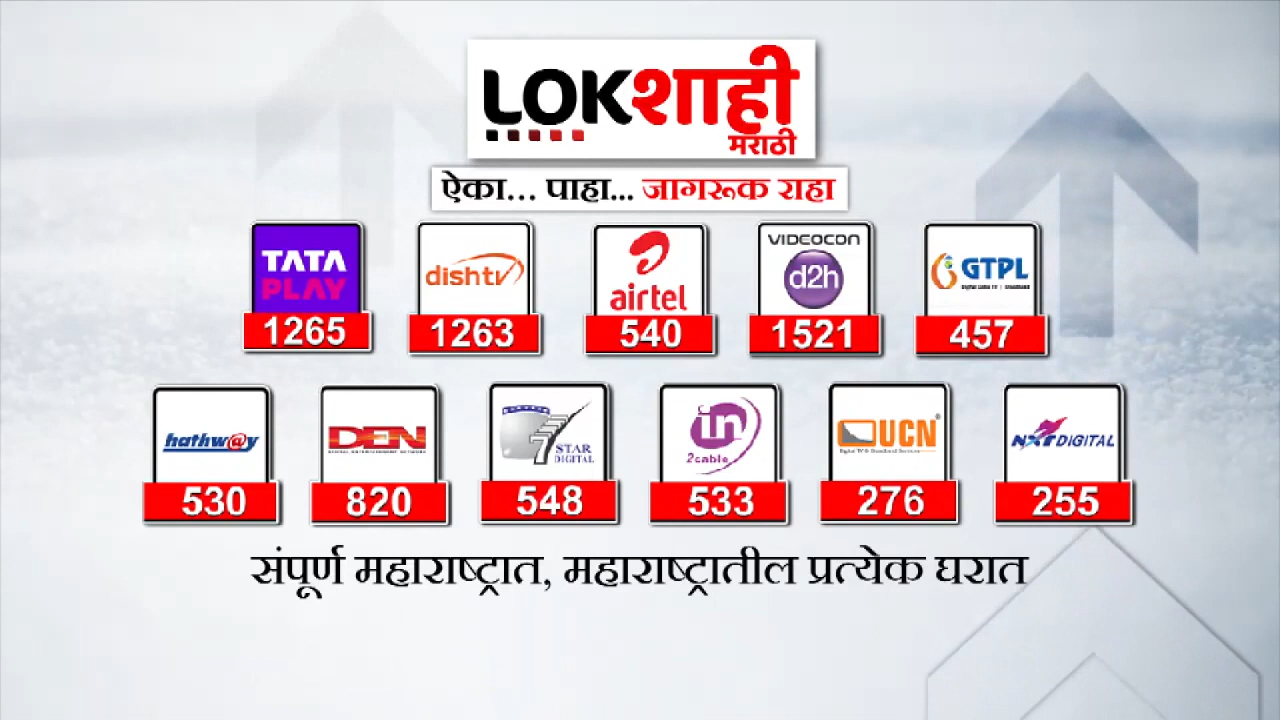 LOKशाही
मराठी
ऐका... पाहा... जागरूक राहा
TATA PLAY
dishtv
airtel
VIDEOCON d2h
GTPL
1265
1263
540
1521
457
hathw@y
DEN
7 STAR DIGITAL
in 2cable
UCN
NXT DIGITAL
530
820
548
533
276
255
संपूर्ण महाराष्ट्रात, महाराष्ट्रातील प्रत्येक घरात